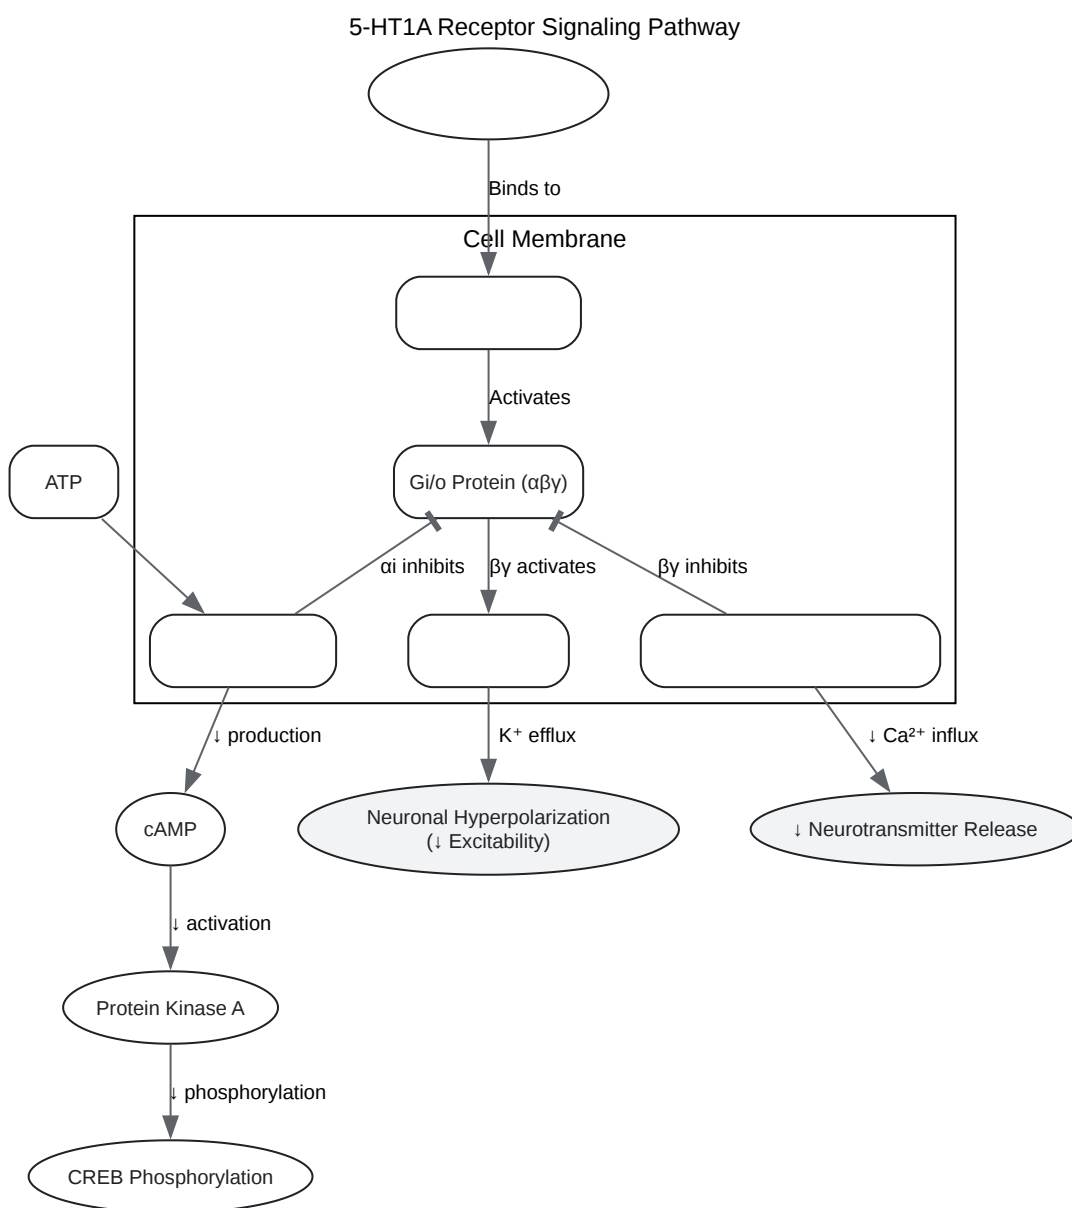 5-HT1A Receptor Signaling Pathway
Binds to
Cell Membrane
Activates
ATP
Gi/o Protein (αβγ)
αi inhibits
βγ activates
βγ inhibits
↓ production
K⁺ efflux
↓ Ca²⁺ influx
cAMP
Neuronal Hyperpolarization
(↓ Excitability)
↓ Neurotransmitter Release
↓ activation
Protein Kinase A
↓ phosphorylation
CREB Phosphorylation